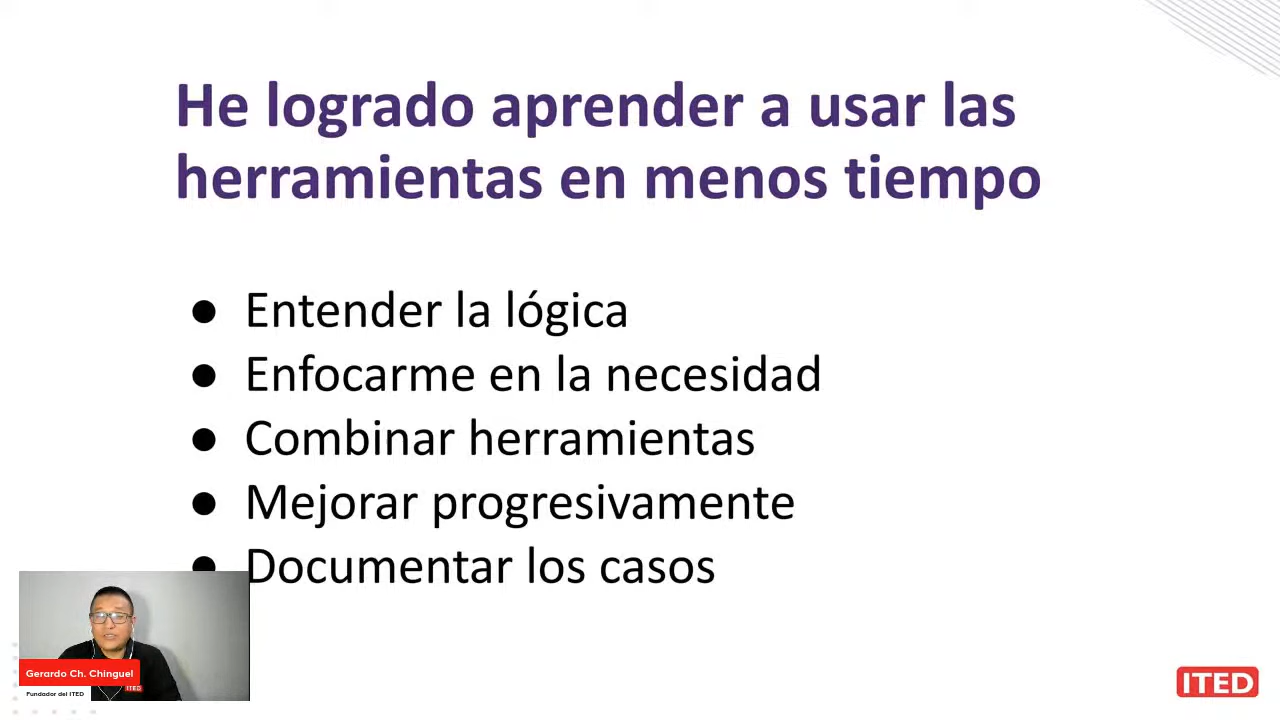 He logrado aprender a usar las
herramientas en menos tiempo
● Entender la lógica
● Enfocarme en la necesidad
● Combinar herramientas
● Mejorar progresivamente
● Documentar los casos
Gerardo Ch. Chinguel
Fundador del ITED
ITED
ITED